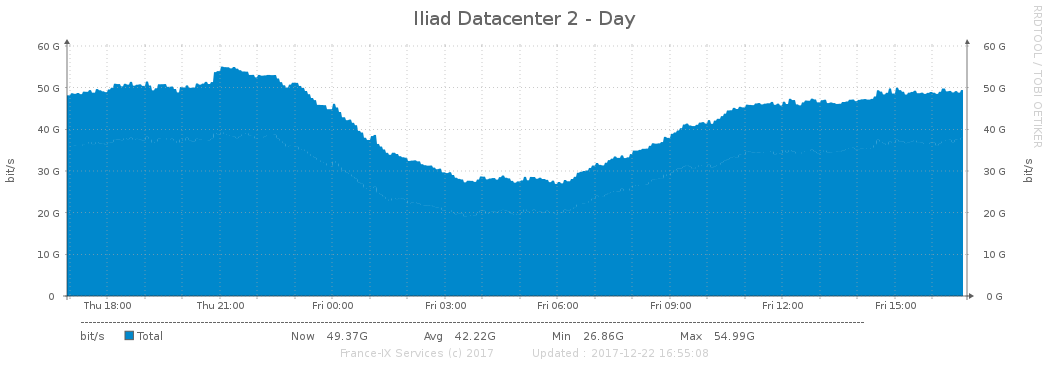 Iliad Datacenter 2 - Day
RRDTOOL / TOBI OETIKER
60 G 60 G
50 G 50 G
40 G 40 G
30 G 30 G
20 G 20 G
10 G 10 G
0 0 G
bit/s bit/s
Thu 18:00 Thu 21:00 Fri 00:00 Fri 03:00 Fri 06:00 Fri 09:00 Fri 12:00 Fri 15:00
bit/s Total Now 49.37G Avg 42.22G Min 26.86G Max 54.99G
France-IX Services (c) 2017 Updated : 2017-12-22 16:55:08